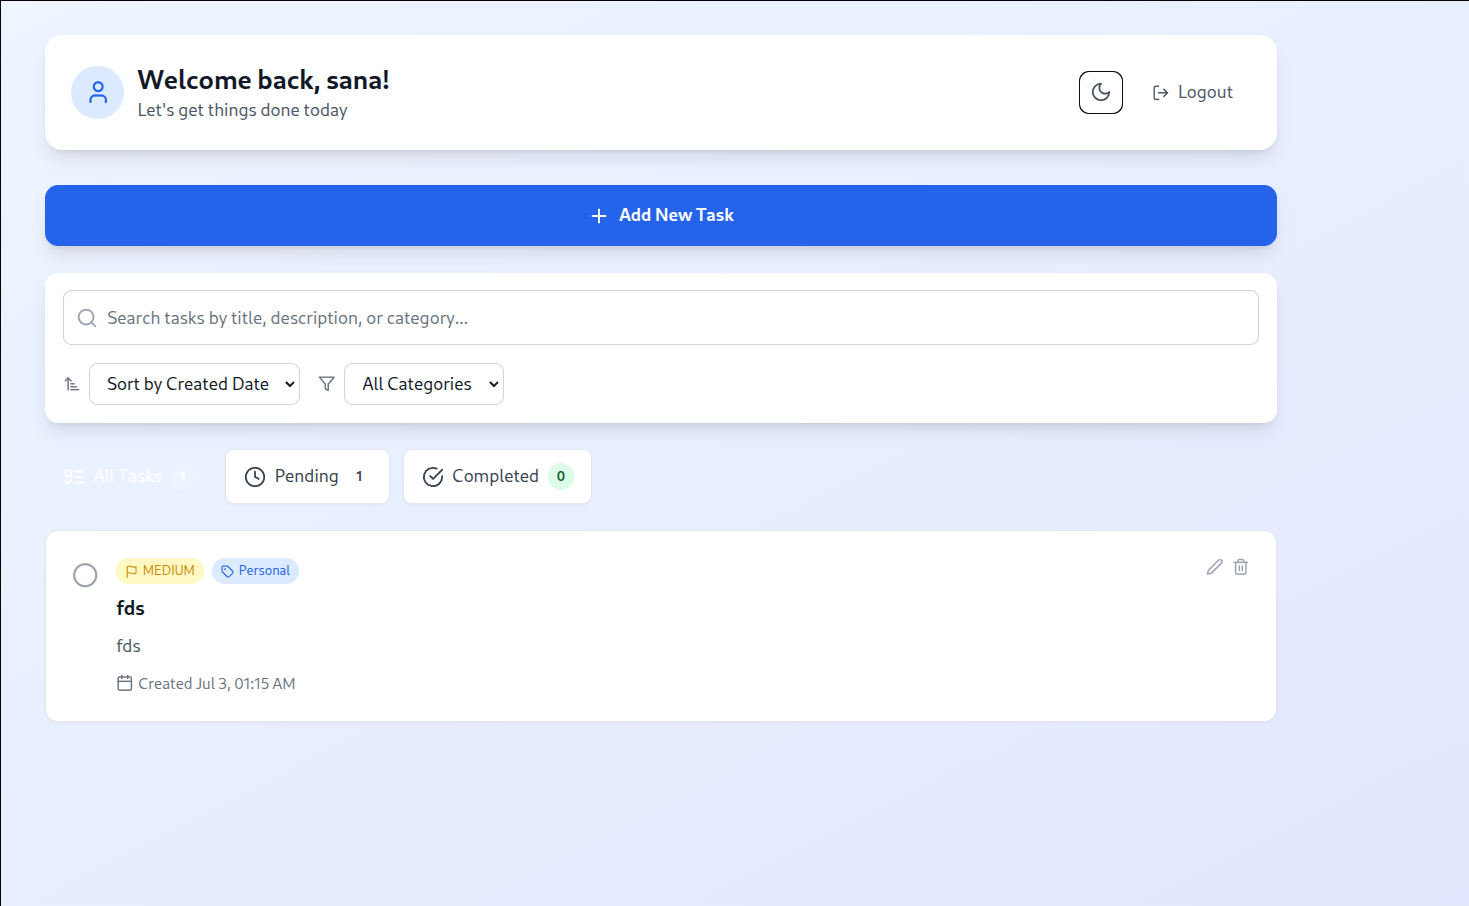 Welcome back, sana!
Let's get things done today
Logout
Add New Task
Search tasks by title, description, or category...
Sort by Created Date
All Categories
All Tasks 1
Pending 1
Completed 0
MEDIUM
Personal
fds
fds
Created Jul 3, 01:15 AM